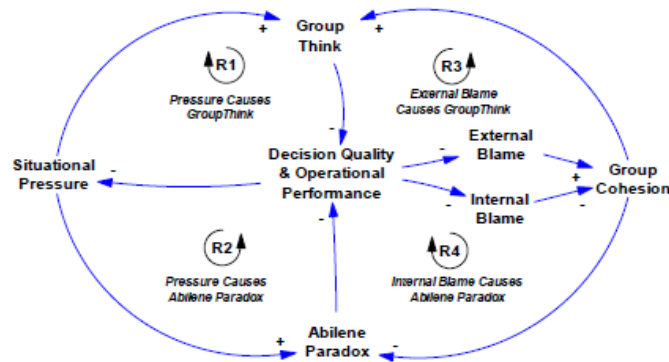 +
Group
Think
+
R1
Pressure Causes
GroupThink
R3
External Blame
Causes GroupThink
-
Situational
Pressure
-
Decision Quality
& Operational
Performance
-
External
Blame
-
Internal
Blame
+
-
Group
Cohesion
-
R2
Pressure Causes
Abilene Paradox
R4
Internal Blame Causes
Abilene Paradox
+
Abilene
Paradox
-